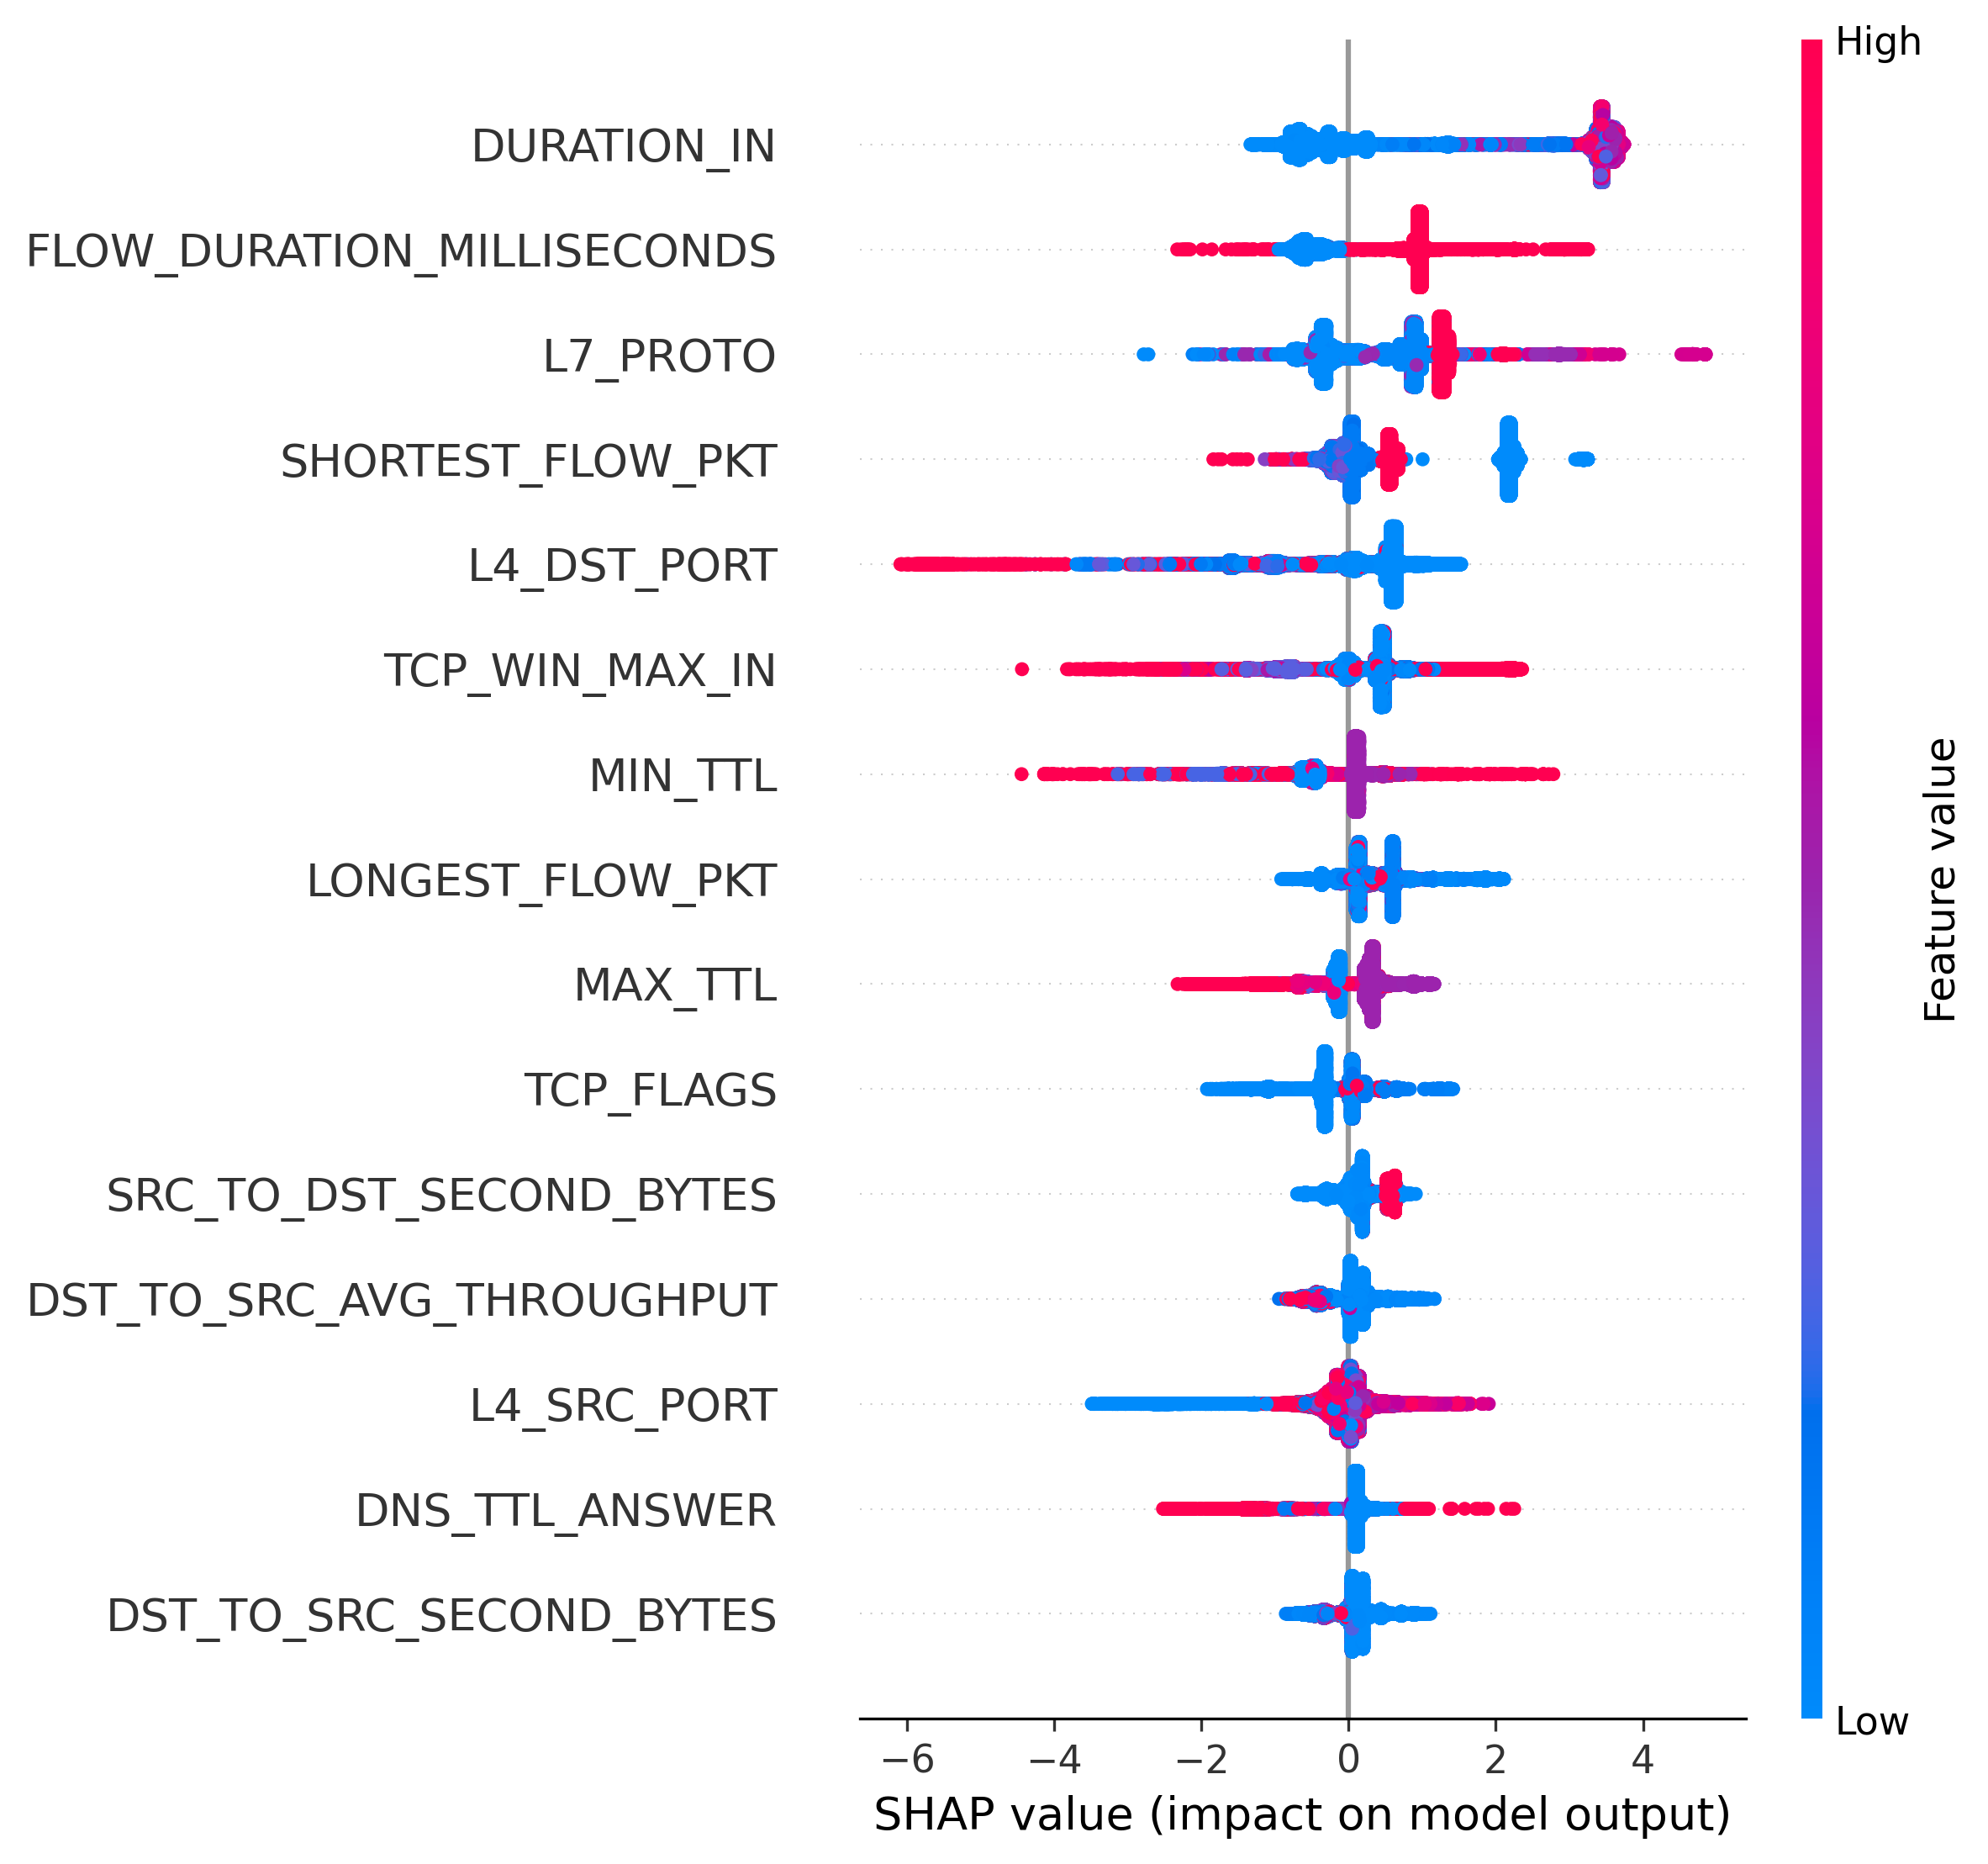 High
DURATION_IN
FLOW_DURATION_MILLISECONDS
L7_PROTO
SHORTEST_FLOW_PKT
L4_DST_PORT
TCP_WIN_MAX_IN
MIN_TTL
LONGEST_FLOW_PKT
MAX_TTL
TCP_FLAGS
SRC_TO_DST_SECOND_BYTES
DST_TO_SRC_AVG_THROUGHPUT
L4_SRC_PORT
DNS_TTL_ANSWER
DST_TO_SRC_SECOND_BYTES
Feature value
Low
−6 −4 −2 0 2 4
SHAP value (impact on model output)